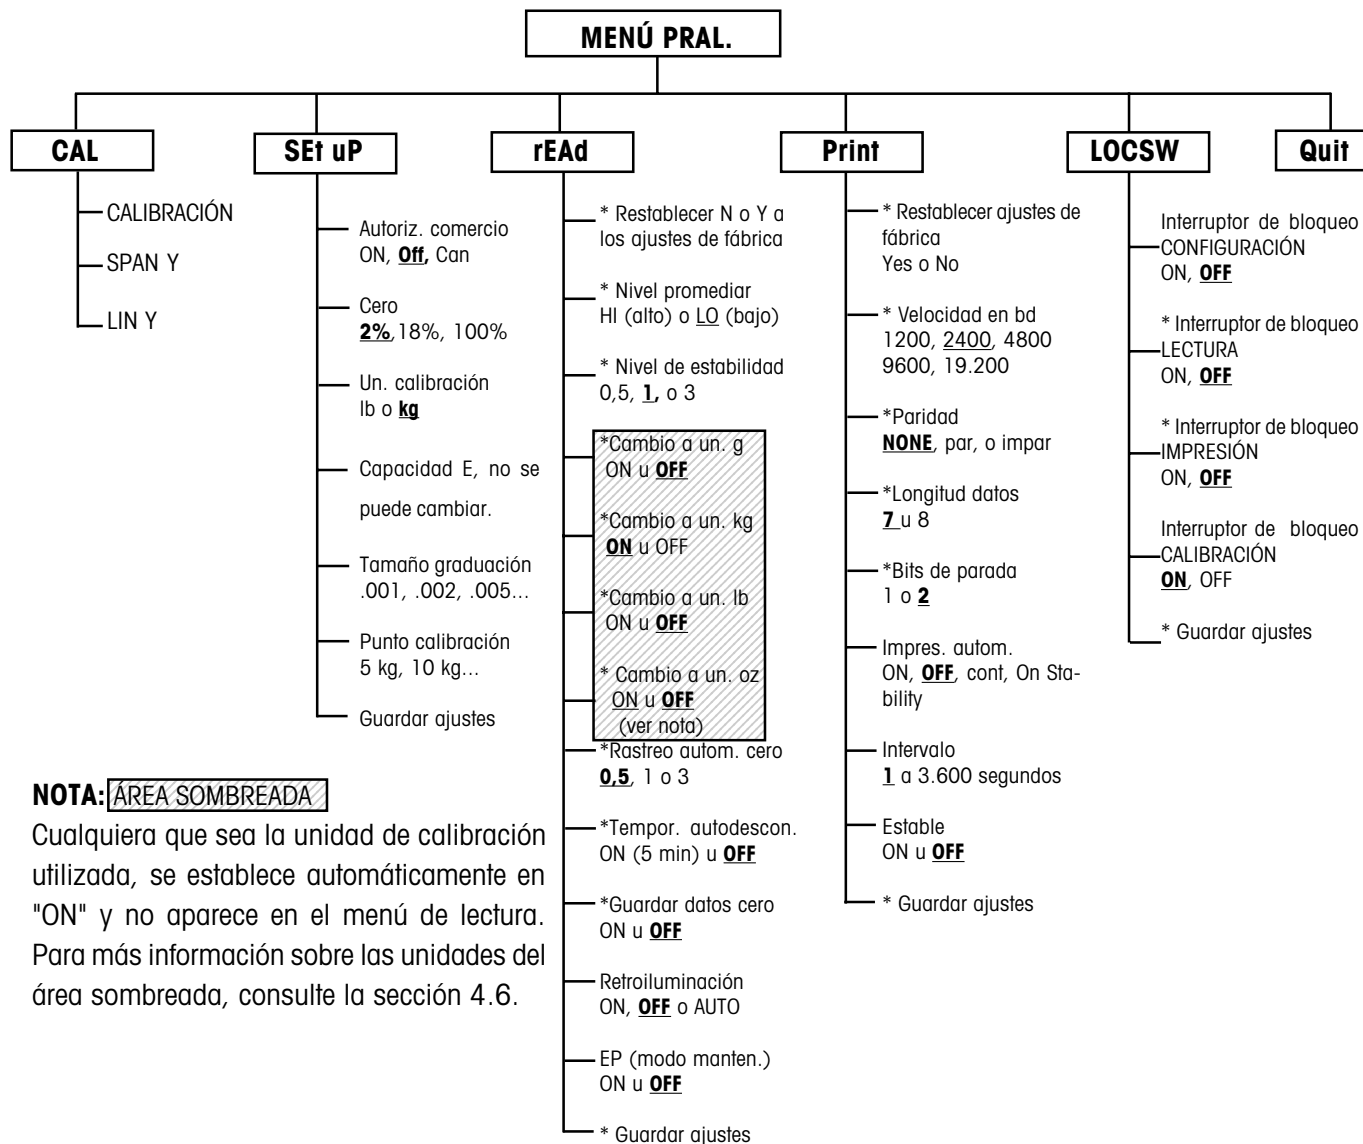 MENÚ PRAL.
CAL
CALIBRACIÓN
SPAN Y
LIN Y
SEt uP
Autoriz. comercio
ON, Off, Can
Cero
2%,18%, 100%
Un. calibración
lb o kg
Capacidad E, no se
puede cambiar.
Tamaño graduación
.001, .002, .005...
Punto calibración
5 kg, 10 kg...
Guardar ajustes
rEAd
* Restablecer N o Y a
los ajustes de fábrica
* Nivel promediar
HI (alto) o LO (bajo)
* Nivel de estabilidad
0,5, 1, o 3
*Cambio a un. g
ON u OFF
*Cambio a un. kg
ON u OFF
*Cambio a un. lb
ON u OFF
* Cambio a un. oz
ON u OFF
(ver nota)
*Rastreo autom. cero
0,5, 1 o 3
*Tempor. autodescon.
ON (5 min) u OFF
*Guardar datos cero
ON u OFF
Retroiluminación
ON, OFF o AUTO
EP (modo manten.)
ON u OFF
* Guardar ajustes
Print
* Restablecer ajustes de
fábrica
Yes o No
* Velocidad en bd
1200, 2400, 4800
9600, 19.200
*Paridad
NONE, par, o impar
*Longitud datos
7 u 8
*Bits de parada
1 o 2
Impres. autom.
ON, OFF, cont, On Sta-
bility
Intervalo
1 a 3.600 segundos
Estable
ON u OFF
* Guardar ajustes
LOCSW
Interruptor de bloqueo
CONFIGURACIÓN
ON, OFF
* Interruptor de bloqueo
LECTURA
ON, OFF
* Interruptor de bloqueo
IMPRESIÓN
ON, OFF
Interruptor de bloqueo
CALIBRACIÓN
ON, OFF
* Guardar ajustes
Quit
NOTA: ÁREA SOMBREADA
Cualquiera que sea la unidad de calibración
utilizada, se establece automáticamente en
"ON" y no aparece en el menú de lectura.
Para más información sobre las unidades del
área sombreada, consulte la sección 4.6.